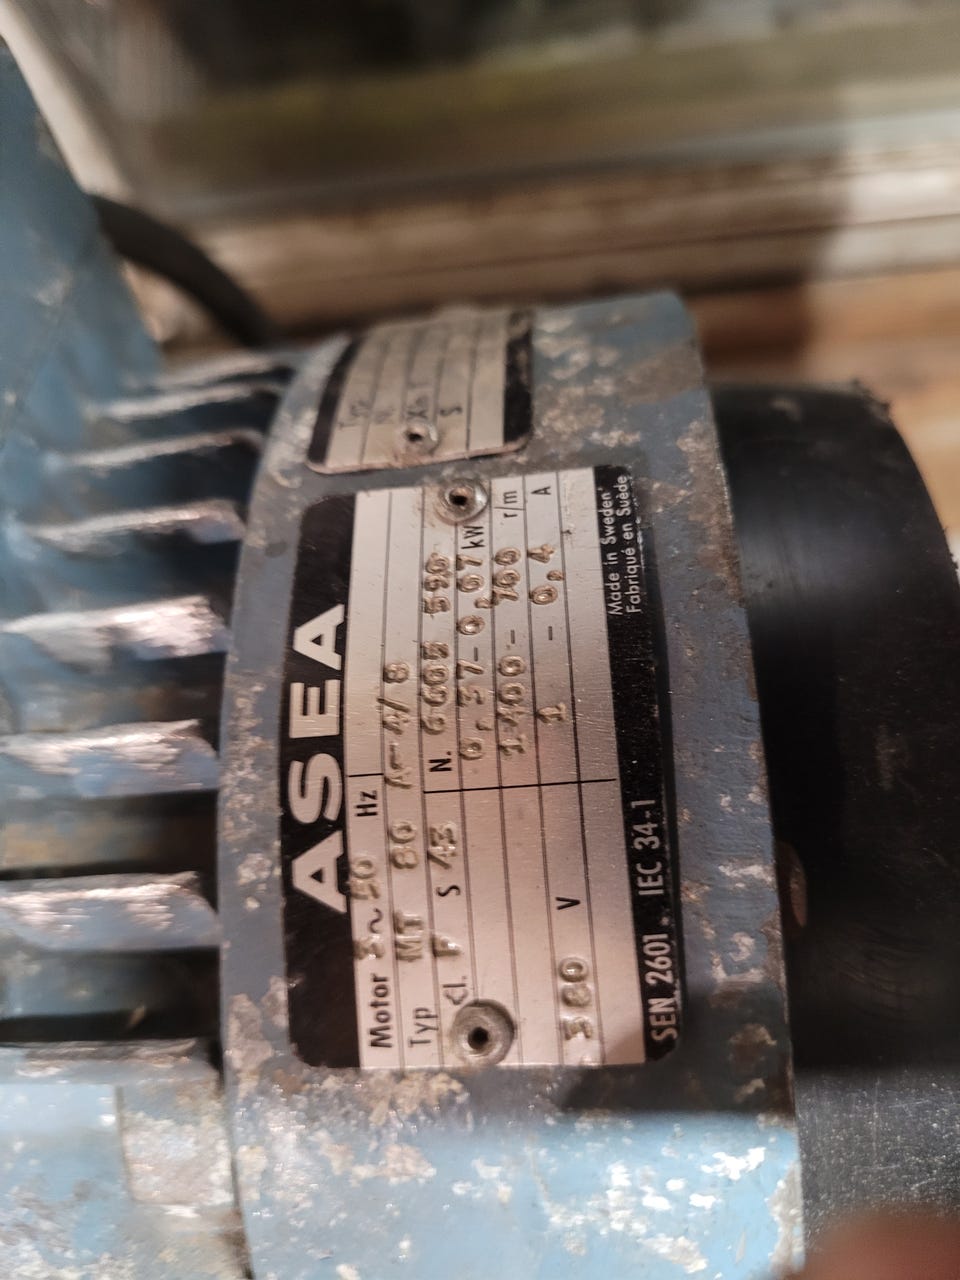 ASEA
Motor 3~ 50 Hz
Typ MT 80 A-4/8
cl. F S 43 N. 6605 590
0,37-0,07 kW
1400-700 r/m
380 V 1 - 0,4 A
SEN 2601. IEC 34-1
Made in Sweden
Fabriqué en Suède